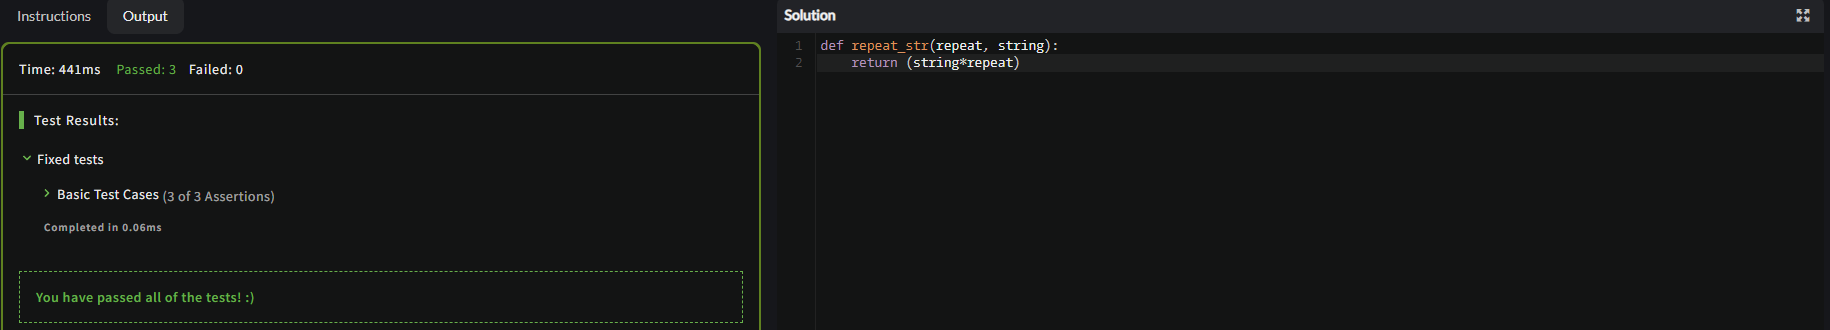 Instructions
Output
Time: 441ms Passed: 3 Failed: 0
Test Results:
Fixed tests
Basic Test Cases (3 of 3 Assertions)
Completed in 0.06ms
You have passed all of the tests! :)
Solution
1 def repeat_str(repeat, string):
2     return (string*repeat)